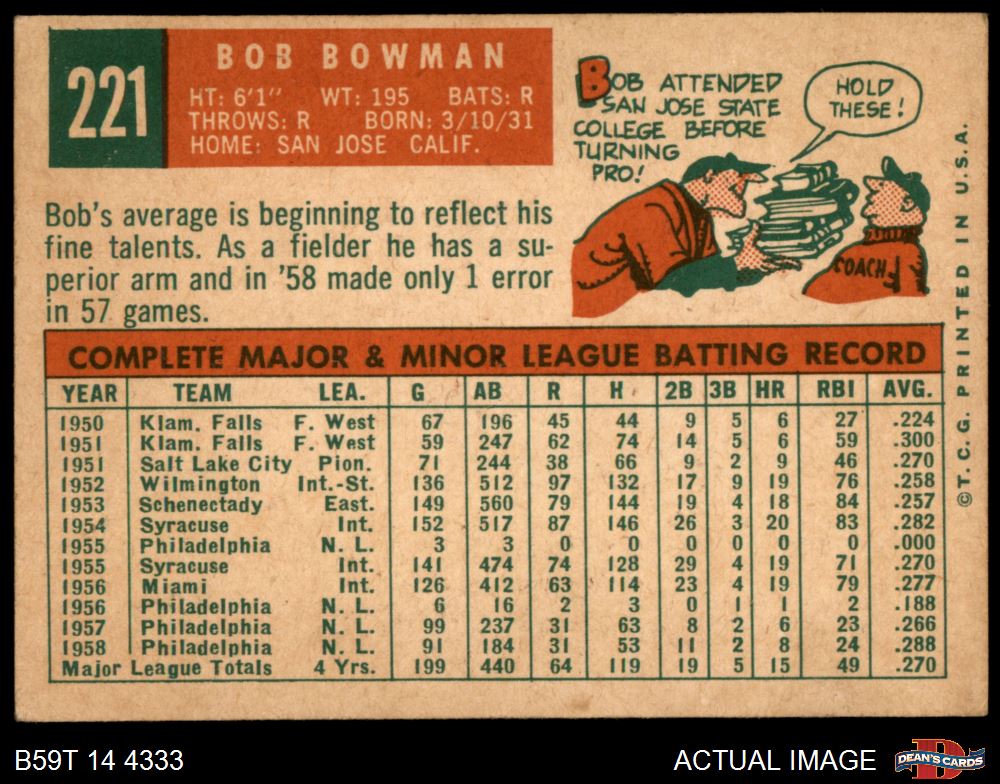 221
BOB BOWMAN
HT: 6'1" WT: 195 BATS: R
THROWS: R BORN: 3/10/31
HOME: SAN JOSE CALIF.
BOB ATTENDED
SAN JOSE STATE
COLLEGE BEFORE
TURNING
PRO!
HOLD
THESE!
COACH
Bob's average is beginning to reflect his
fine talents. As a fielder he has a su-
perior arm and in '58 made only 1 error
in 57 games.
COMPLETE MAJOR & MINOR LEAGUE BATTING RECORD
YEAR TEAM LEA. G AB R H 2B 3B HR RBI AVG.
1950 Klam. Falls F. West 67 196 45 44 9 5 6 27 .224
1951 Klam. Falls F. West 59 247 62 74 14 5 6 59 .300
1951 Salt Lake City Pion. 71 244 38 66 9 2 9 46 .270
1952 Wilmington Int.-St. 136 512 97 132 17 9 19 76 .258
1953 Schenectady East. 149 560 79 144 19 4 18 84 .257
1954 Syracuse Int. 152 517 87 146 26 3 20 83 .282
1955 Philadelphia N. L. 3 3 0 0 0 0 0 0 .000
1955 Syracuse Int. 141 474 74 128 29 4 19 71 .270
1956 Miami Int. 126 412 63 114 23 4 19 79 .277
1956 Philadelphia N. L. 6 16 2 3 0 1 1 2 .188
1957 Philadelphia N. L. 99 237 31 63 8 2 6 23 .266
1958 Philadelphia N. L. 91 184 31 53 11 2 8 24 .288
Major League Totals 4 Yrs. 199 440 64 119 19 5 15 49 .270
©T.C.G. PRINTED IN U.S.A.
B59T 14 4333
ACTUAL IMAGE
DEAN'S CARDS